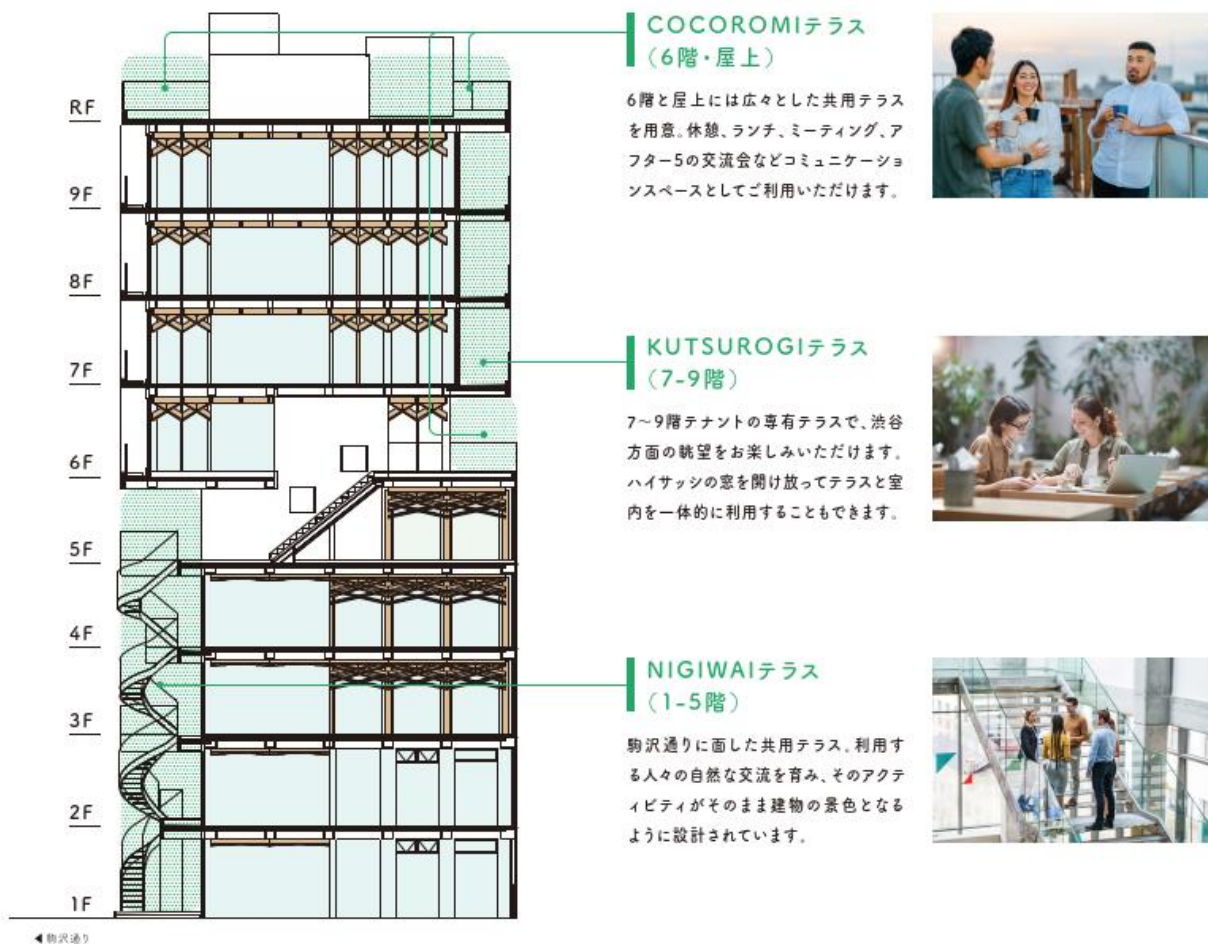 COCOROMIテラス
（6階・屋上）
6階と屋上には広々とした共用テラス
を用意。休憩、ランチ、ミーティング、ア
フター5の交流会などコミュニケーショ
ンスペースとしてご利用いただけます。
KUTSUROGIテラス
（7-9階）
7〜9階テナントの専有テラスで、渋谷
方面の眺望をお楽しみいただけます。
ハイサッシの窓を開け放ってテラスと室
内を一体的に利用することもできます。
NIGIWAIテラス
（1-5階）
駒沢通りに面した共用テラス。利用す
る人々の自然な交流を育み、そのアクテ
ィビティがそのまま建物の景色となる
ように設計されています。
RF
9F
8F
7F
6F
5F
4F
3F
2F
1F
◀駒沢通り